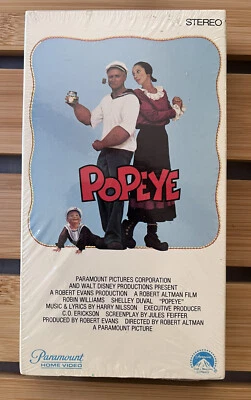 STEREO
POPEYE
PARAMOUNT PICTURES CORPORATION
AND WALT DISNEY PRODUCTIONS PRESENT
A ROBERT EVANS PRODUCTION A ROBERT ALTMAN FILM
ROBIN WILLIAMS SHELLEY DUVAL "POPEYE"
MUSIC & LYRICS BY HARRY NILSSON EXECUTIVE PRODUCER
C.O. ERICKSON SCREENPLAY BY JULES FEIFFER
PRODUCED BY ROBERT EVANS DIRECTED BY ROBERT ALTMAN
A PARAMOUNT PICTURE
Paramount
HOME VIDEO